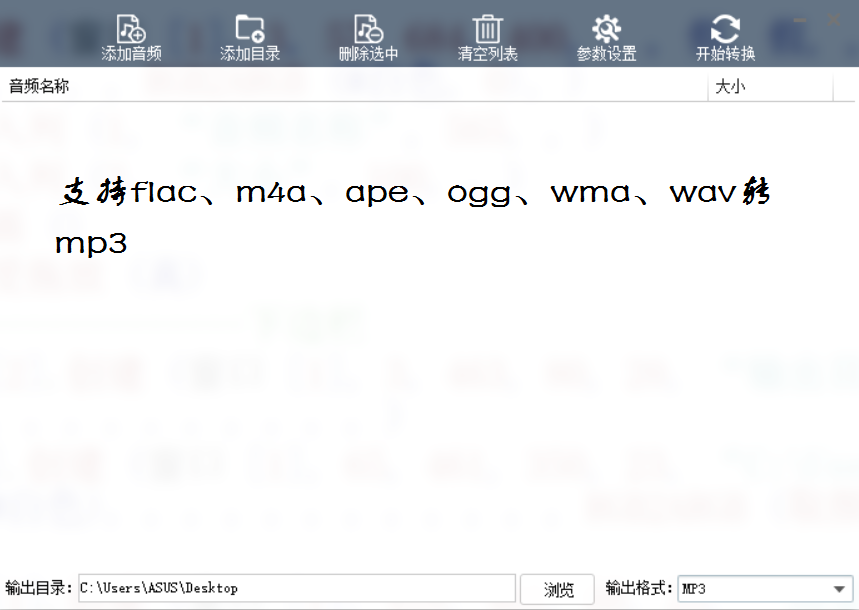 添加音频 添加目录 删除选中 清空列表 参数设置 开始转换
音频名称 大小
支持flac、m4a、ape、ogg、wma、wav转
mp3
输出目录: C:\Users\ASUS\Desktop 浏览 输出格式: MP3